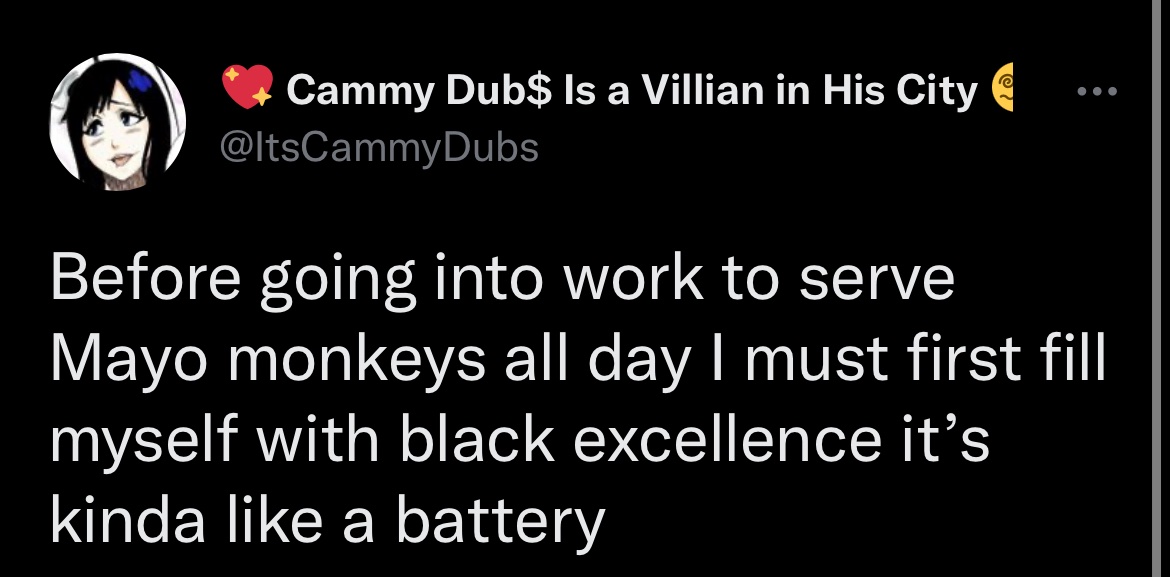 💖 Cammy Dub$ Is a Villian in His City 😵‍💫
@ItsCammyDubs
Before going into work to serve
Mayo monkeys all day I must first fill
myself with black excellence it’s
kinda like a battery